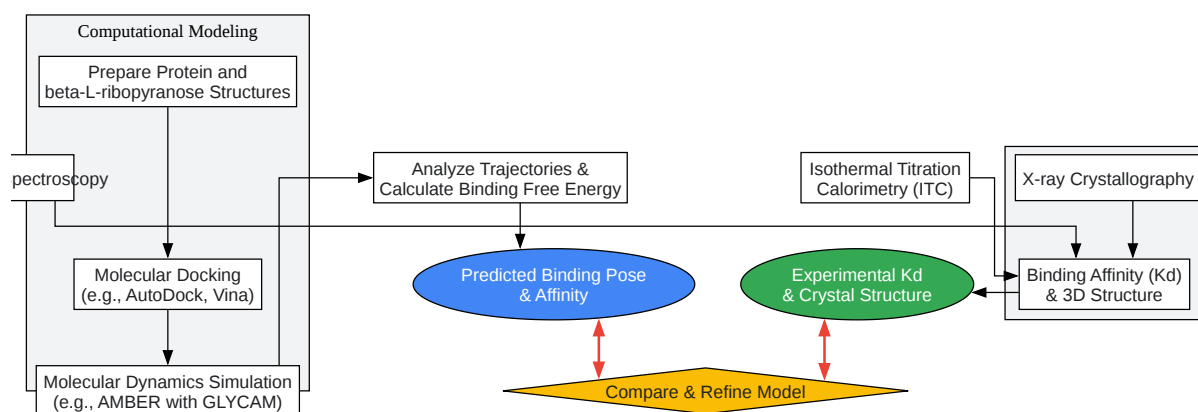 Computational Modeling
Prepare Protein and
beta-L-ribopyranose Structures
pectroscopy
Analyze Trajectories &
Calculate Binding Free Energy
Isothermal Titration
Calorimetry (ITC)
X-ray Crystallography
Molecular Docking
(e.g., AutoDock, Vina)
Predicted Binding Pose
& Affinity
Experimental Kd
& Crystal Structure
Binding Affinity (Kd)
& 3D Structure
Molecular Dynamics Simulation
(e.g., AMBER with GLYCAM)
Compare & Refine Model